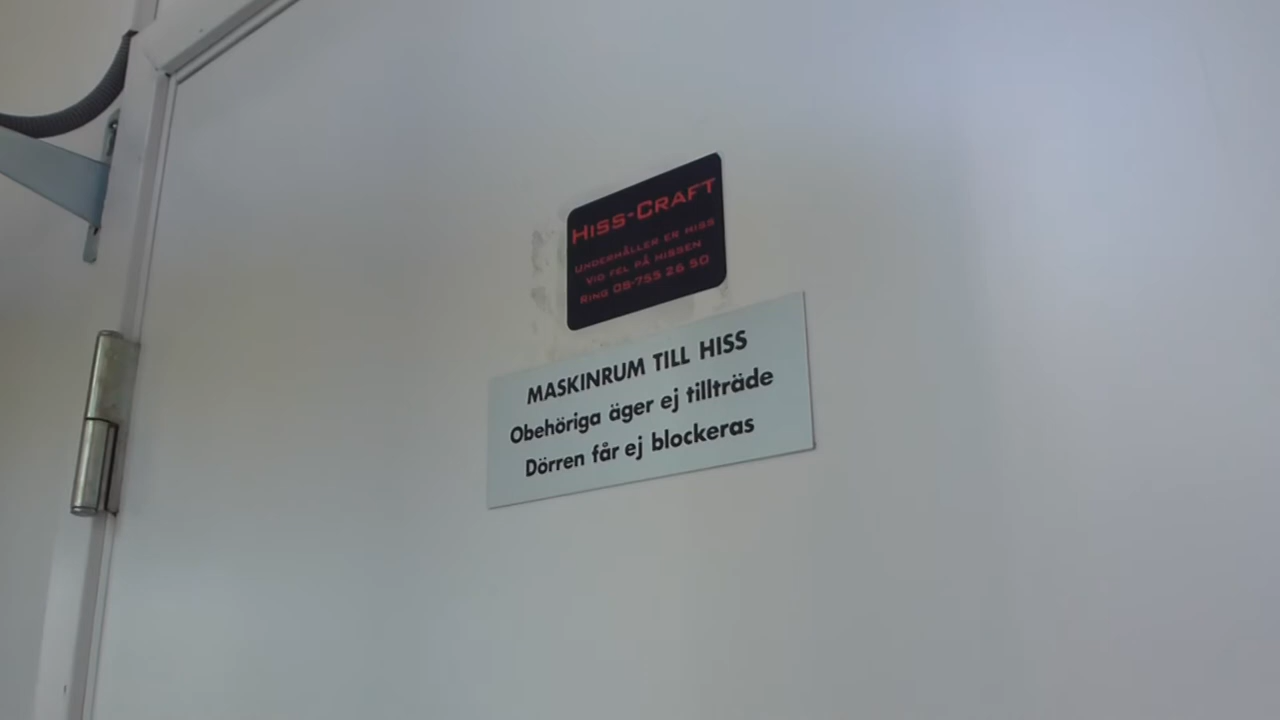 HISS-CRAFT
UNDERHÅLLER ER HISS
VID FEL PÅ HISSEN
RING 08-755 26 50
MASKINRUM TILL HISS
Obehöriga äger ej tillträde
Dörren får ej blockeras